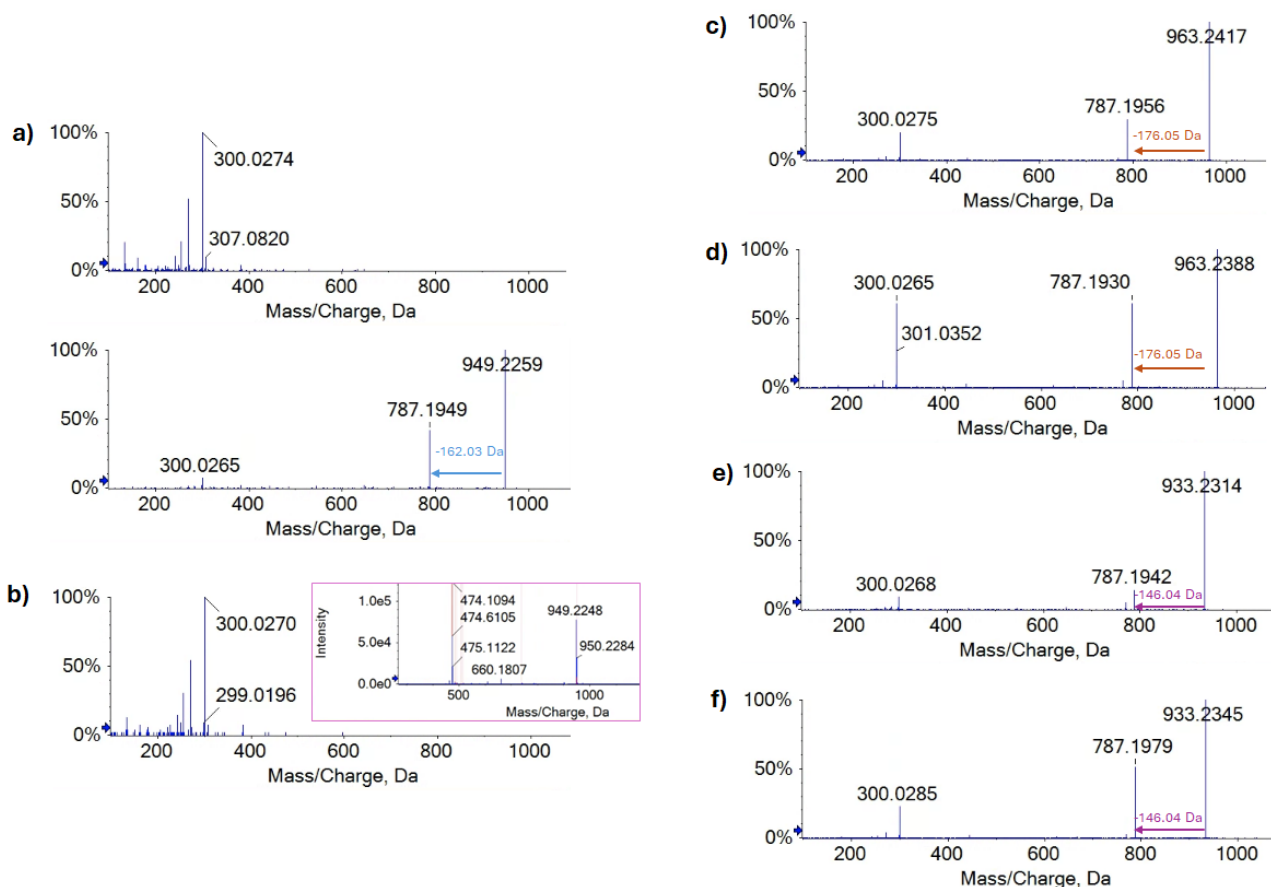 a)
100%
50%
0%
300.0274
307.0820
200 400 600 800 1000
Mass/Charge, Da
100%
50%
0%
949.2259
787.1949
-162.03 Da
300.0265
200 400 600 800 1000
Mass/Charge, Da
b)
100%
50%
0%
300.0270
299.0196
200 400 600 800 1000
Mass/Charge, Da
Intensity
1.0e5
5.0e4
0.0e0
474.1094
474.6105
475.1122
660.1807
949.2248
950.2284
500 1000
Mass/Charge, Da
c)
100%
50%
0%
963.2417
787.1956
300.0275
-176.05 Da
200 400 600 800 1000
Mass/Charge, Da
d)
100%
50%
0%
963.2388
300.0265
787.1930
301.0352
-176.05 Da
200 400 600 800 1000
Mass/Charge, Da
e)
100%
50%
0%
933.2314
300.0268
787.1942
-146.04 Da
200 400 600 800 1000
Mass/Charge, Da
f)
100%
50%
0%
933.2345
787.1979
300.0285
-146.04 Da
200 400 600 800 1000
Mass/Charge, Da